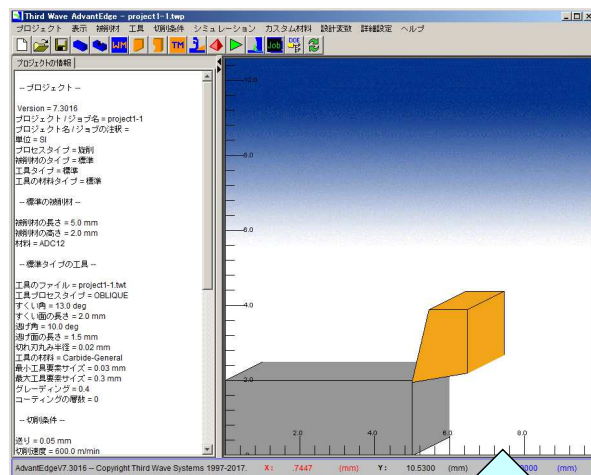 Third Wave AdvantEdge - project1-1.twp
プロジェクト 表示 被削材 工具 切削条件 シミュレーション カスタム材料 設計変数 詳細設定 ヘルプ
WM TM Job DOE
プロジェクトの情報
-- プロジェクト --
Version = 7.3016
プロジェクト / ジョブ名 = project1-1
プロジェクト名 / ジョブの注釈 =
単位 = SI
プロセスタイプ = 旋削
被削材のタイプ = 標準
工具タイプ = 標準
工具の材料タイプ = 標準
-- 標準の被削材 --
被削材の長さ = 5.0 mm
被削材の高さ = 2.0 mm
材料 = ADC12
-- 標準タイプの工具 --
工具のファイル = project1-1.twt
工具プロセスタイプ = OBLIQUE
すくい角 = 13.0 deg
すくい面の長さ = 2.0 mm
逃げ角 = 10.0 deg
逃げ面の長さ = 1.5 mm
切れ刃丸み半径 = 0.02 mm
工具の材料 = Carbide-General
最小工具要素サイズ = 0.03 mm
最大工具要素サイズ = 0.3 mm
グレーディング = 0.4
コーティングの層数 = 0
-- 切削条件 --
送り = 0.05 mm
切削速度 = 600.0 m/min
10.0
8.0
6.0
4.0
2.0
2.0 4.0 6.0 8.0
AdvantEdgeV7.3016 -- Copyright Third Wave Systems 1997-2017. X: .7447 (mm) Y: 10.5300 (mm) 0000 (mm)